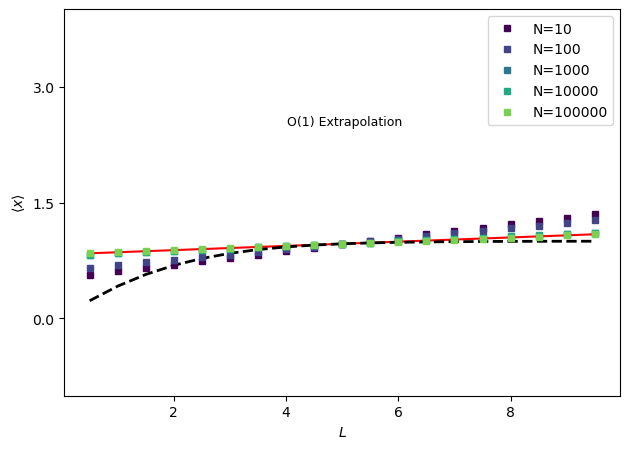 N=10
N=100
N=1000
N=10000
N=100000
O(1) Extrapolation
3.0
1.5
0.0
⟨x⟩
2
4
6
8
L